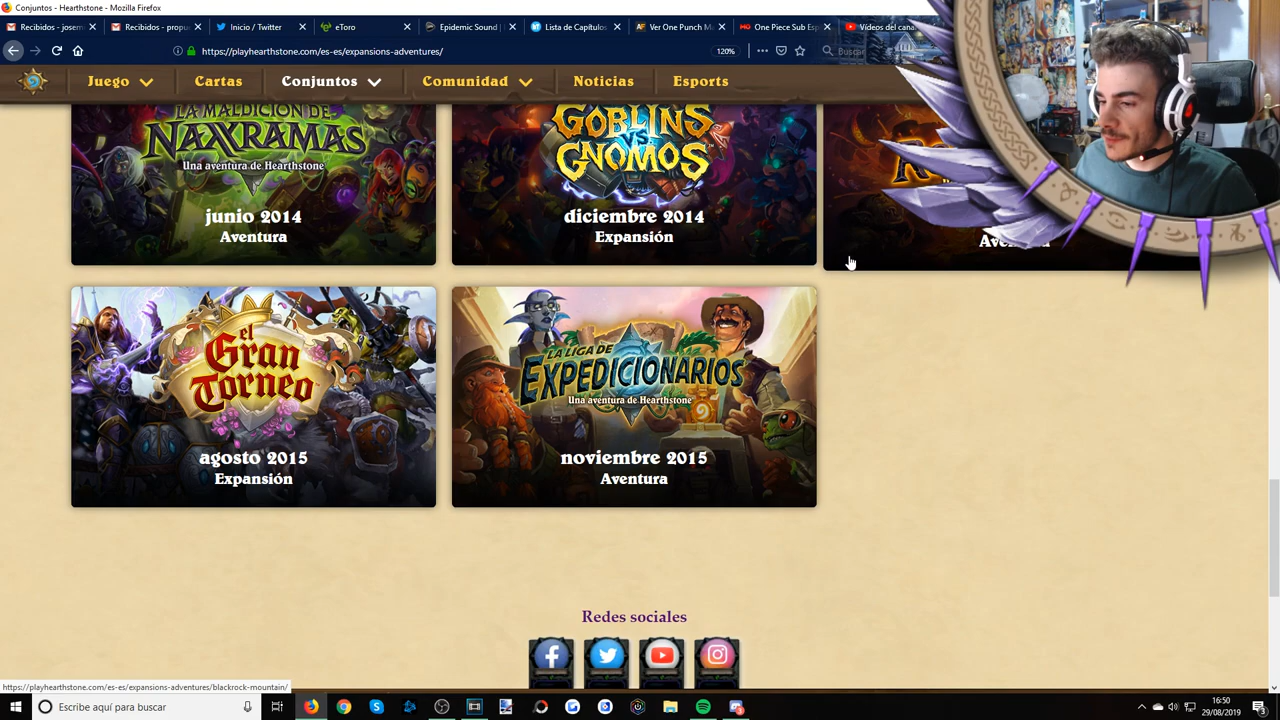 Conjuntos - Hearthstone - Mozilla Firefox
Recibidos - josem
Recibidos - propu
Inicio / Twitter
eToro
Epidemic Sound |
Lista de Capítulos
Ver One Punch M
One Piece Sub Esp
Vídeos del cana
https://playhearthstone.com/es-es/expansions-adventures/
120%
Buscar
Juego
Cartas
Conjuntos
Comunidad
Noticias
Esports
LA MALDICIÓN DE
NAXXRAMAS
Una aventura de Hearthstone
junio 2014
Aventura
GOBLINS
VS
GNOMOS
diciembre 2014
Expansión
el
Gran
Torneo
agosto 2015
Expansión
LA LIGA DE
EXPEDICIONARIOS
Una aventura de Hearthstone
noviembre 2015
Aventura
Redes sociales
https://playhearthstone.com/es-es/expansions-adventures/blackrock-mountain/
Escribe aquí para buscar
16:50
29/08/2019
3